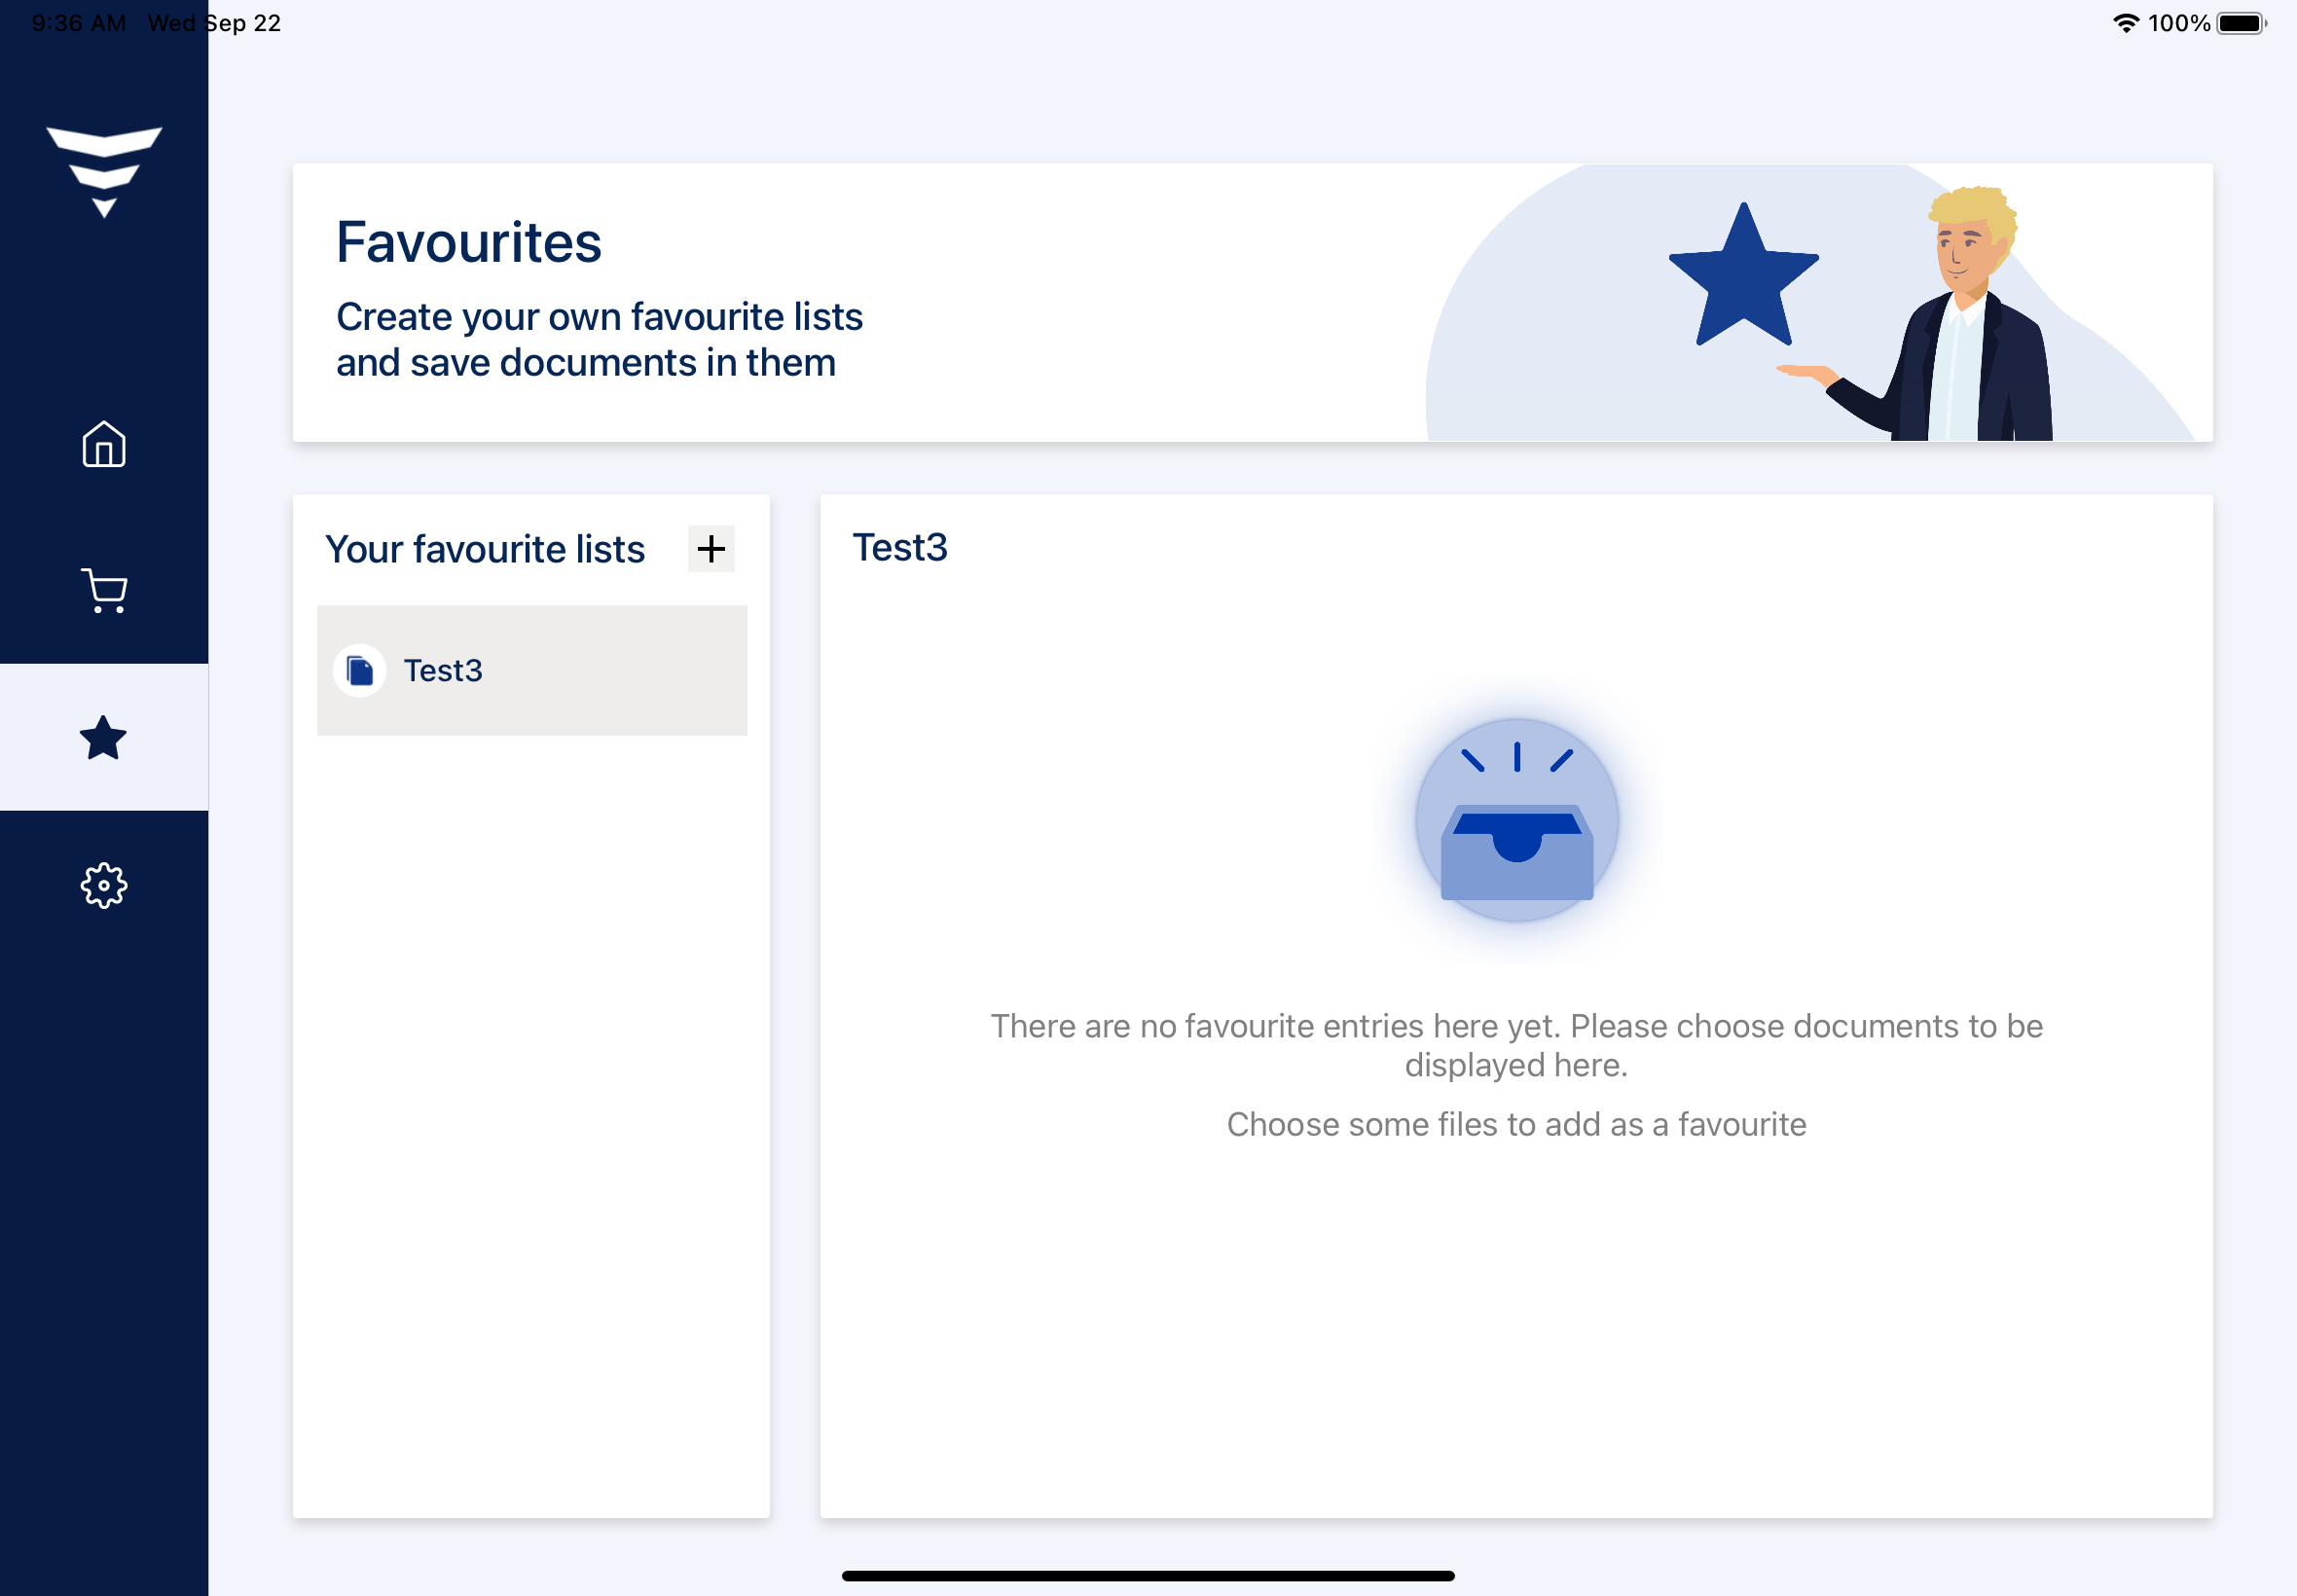 9:36 AM Wed Sep 22
100%
Favourites
Create your own favourite lists
and save documents in them
Your favourite lists
Test3
Test3
There are no favourite entries here yet. Please choose documents to be
displayed here.
Choose some files to add as a favourite